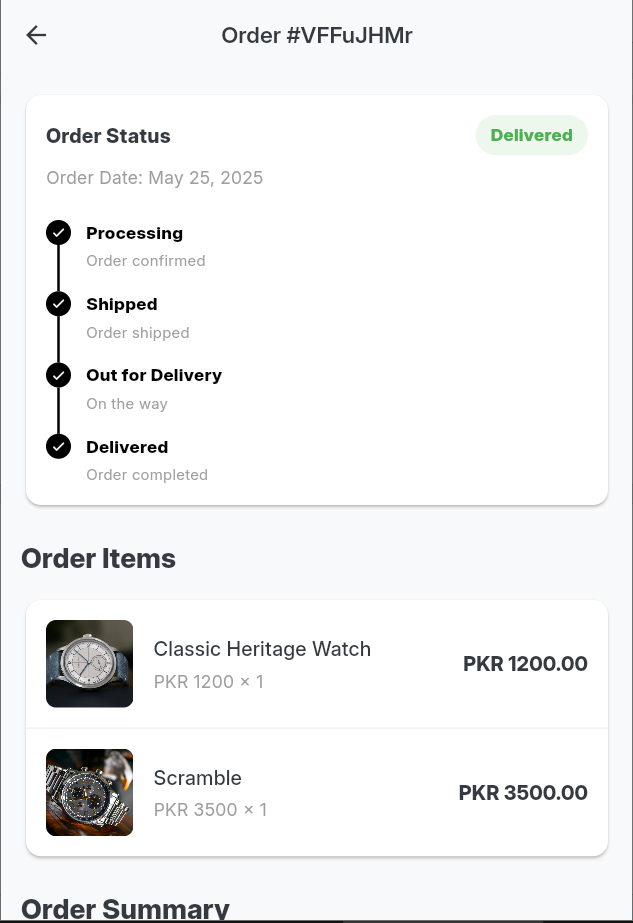 Order #VFFuJHMr
Order Status
Delivered
Order Date: May 25, 2025
Processing
Order confirmed
Shipped
Order shipped
Out for Delivery
On the way
Delivered
Order completed
Order Items
Classic Heritage Watch
PKR 1200 × 1
PKR 1200.00
Scramble
PKR 3500 × 1
PKR 3500.00
Order Summary